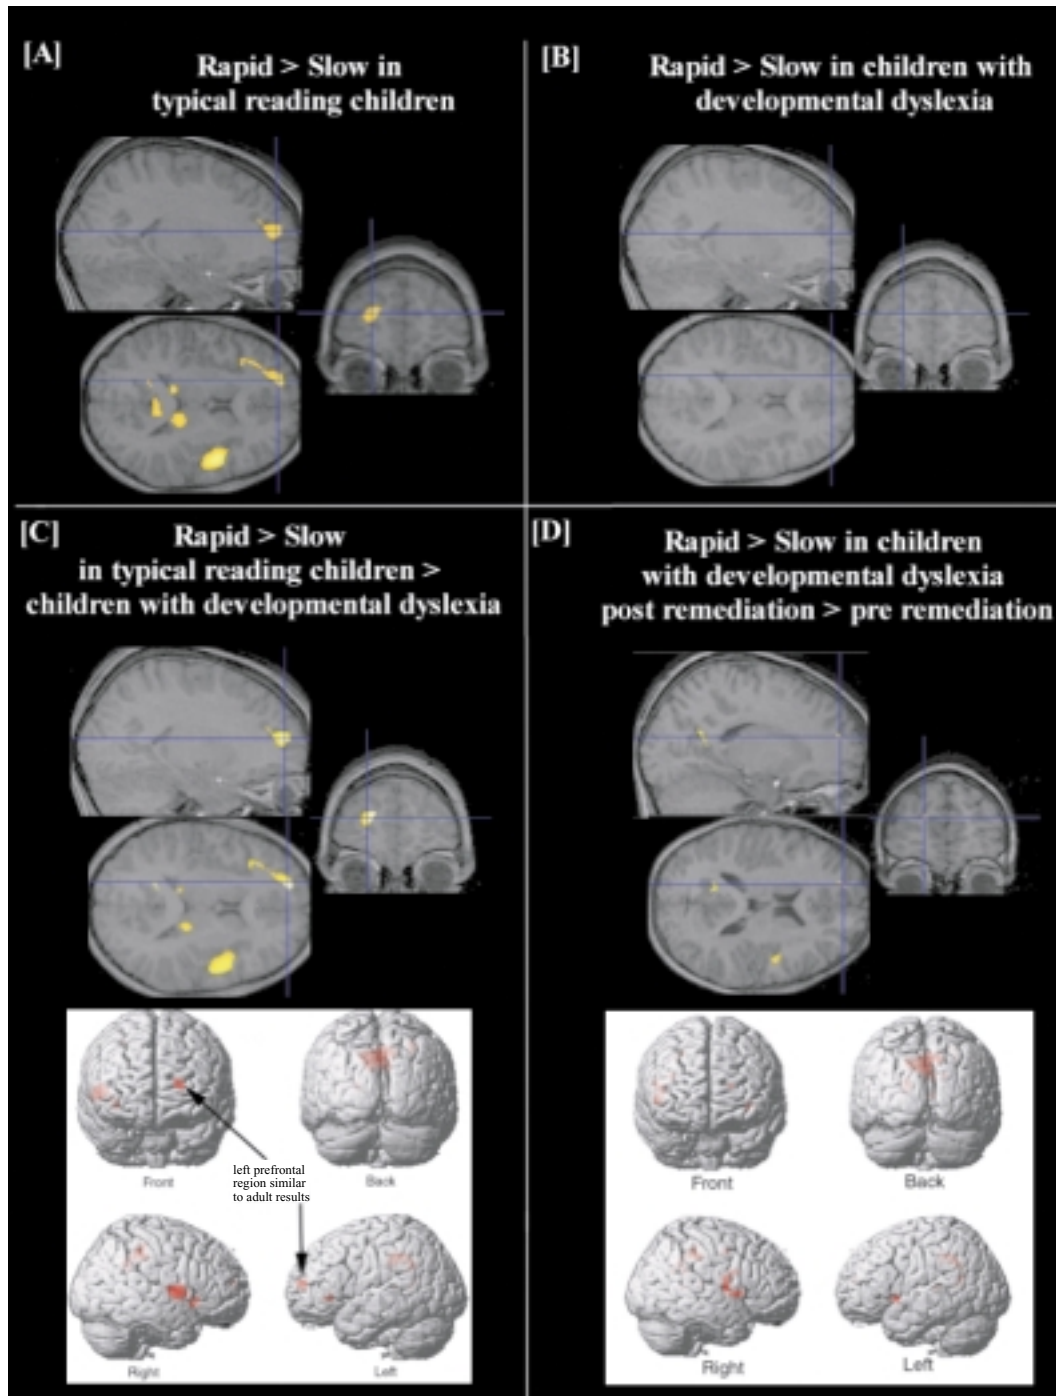 [A]
Rapid > Slow in
typical reading children
[B]
Rapid > Slow in children with
developmental dyslexia
[C]
Rapid > Slow
in typical reading children >
children with developmental dyslexia
[D]
Rapid > Slow in children
with developmental dyslexia
post remediation > pre remediation
left prefrontal
region similar
to adult results
Front
Back
Right
Left
Front
Back
Right
Left